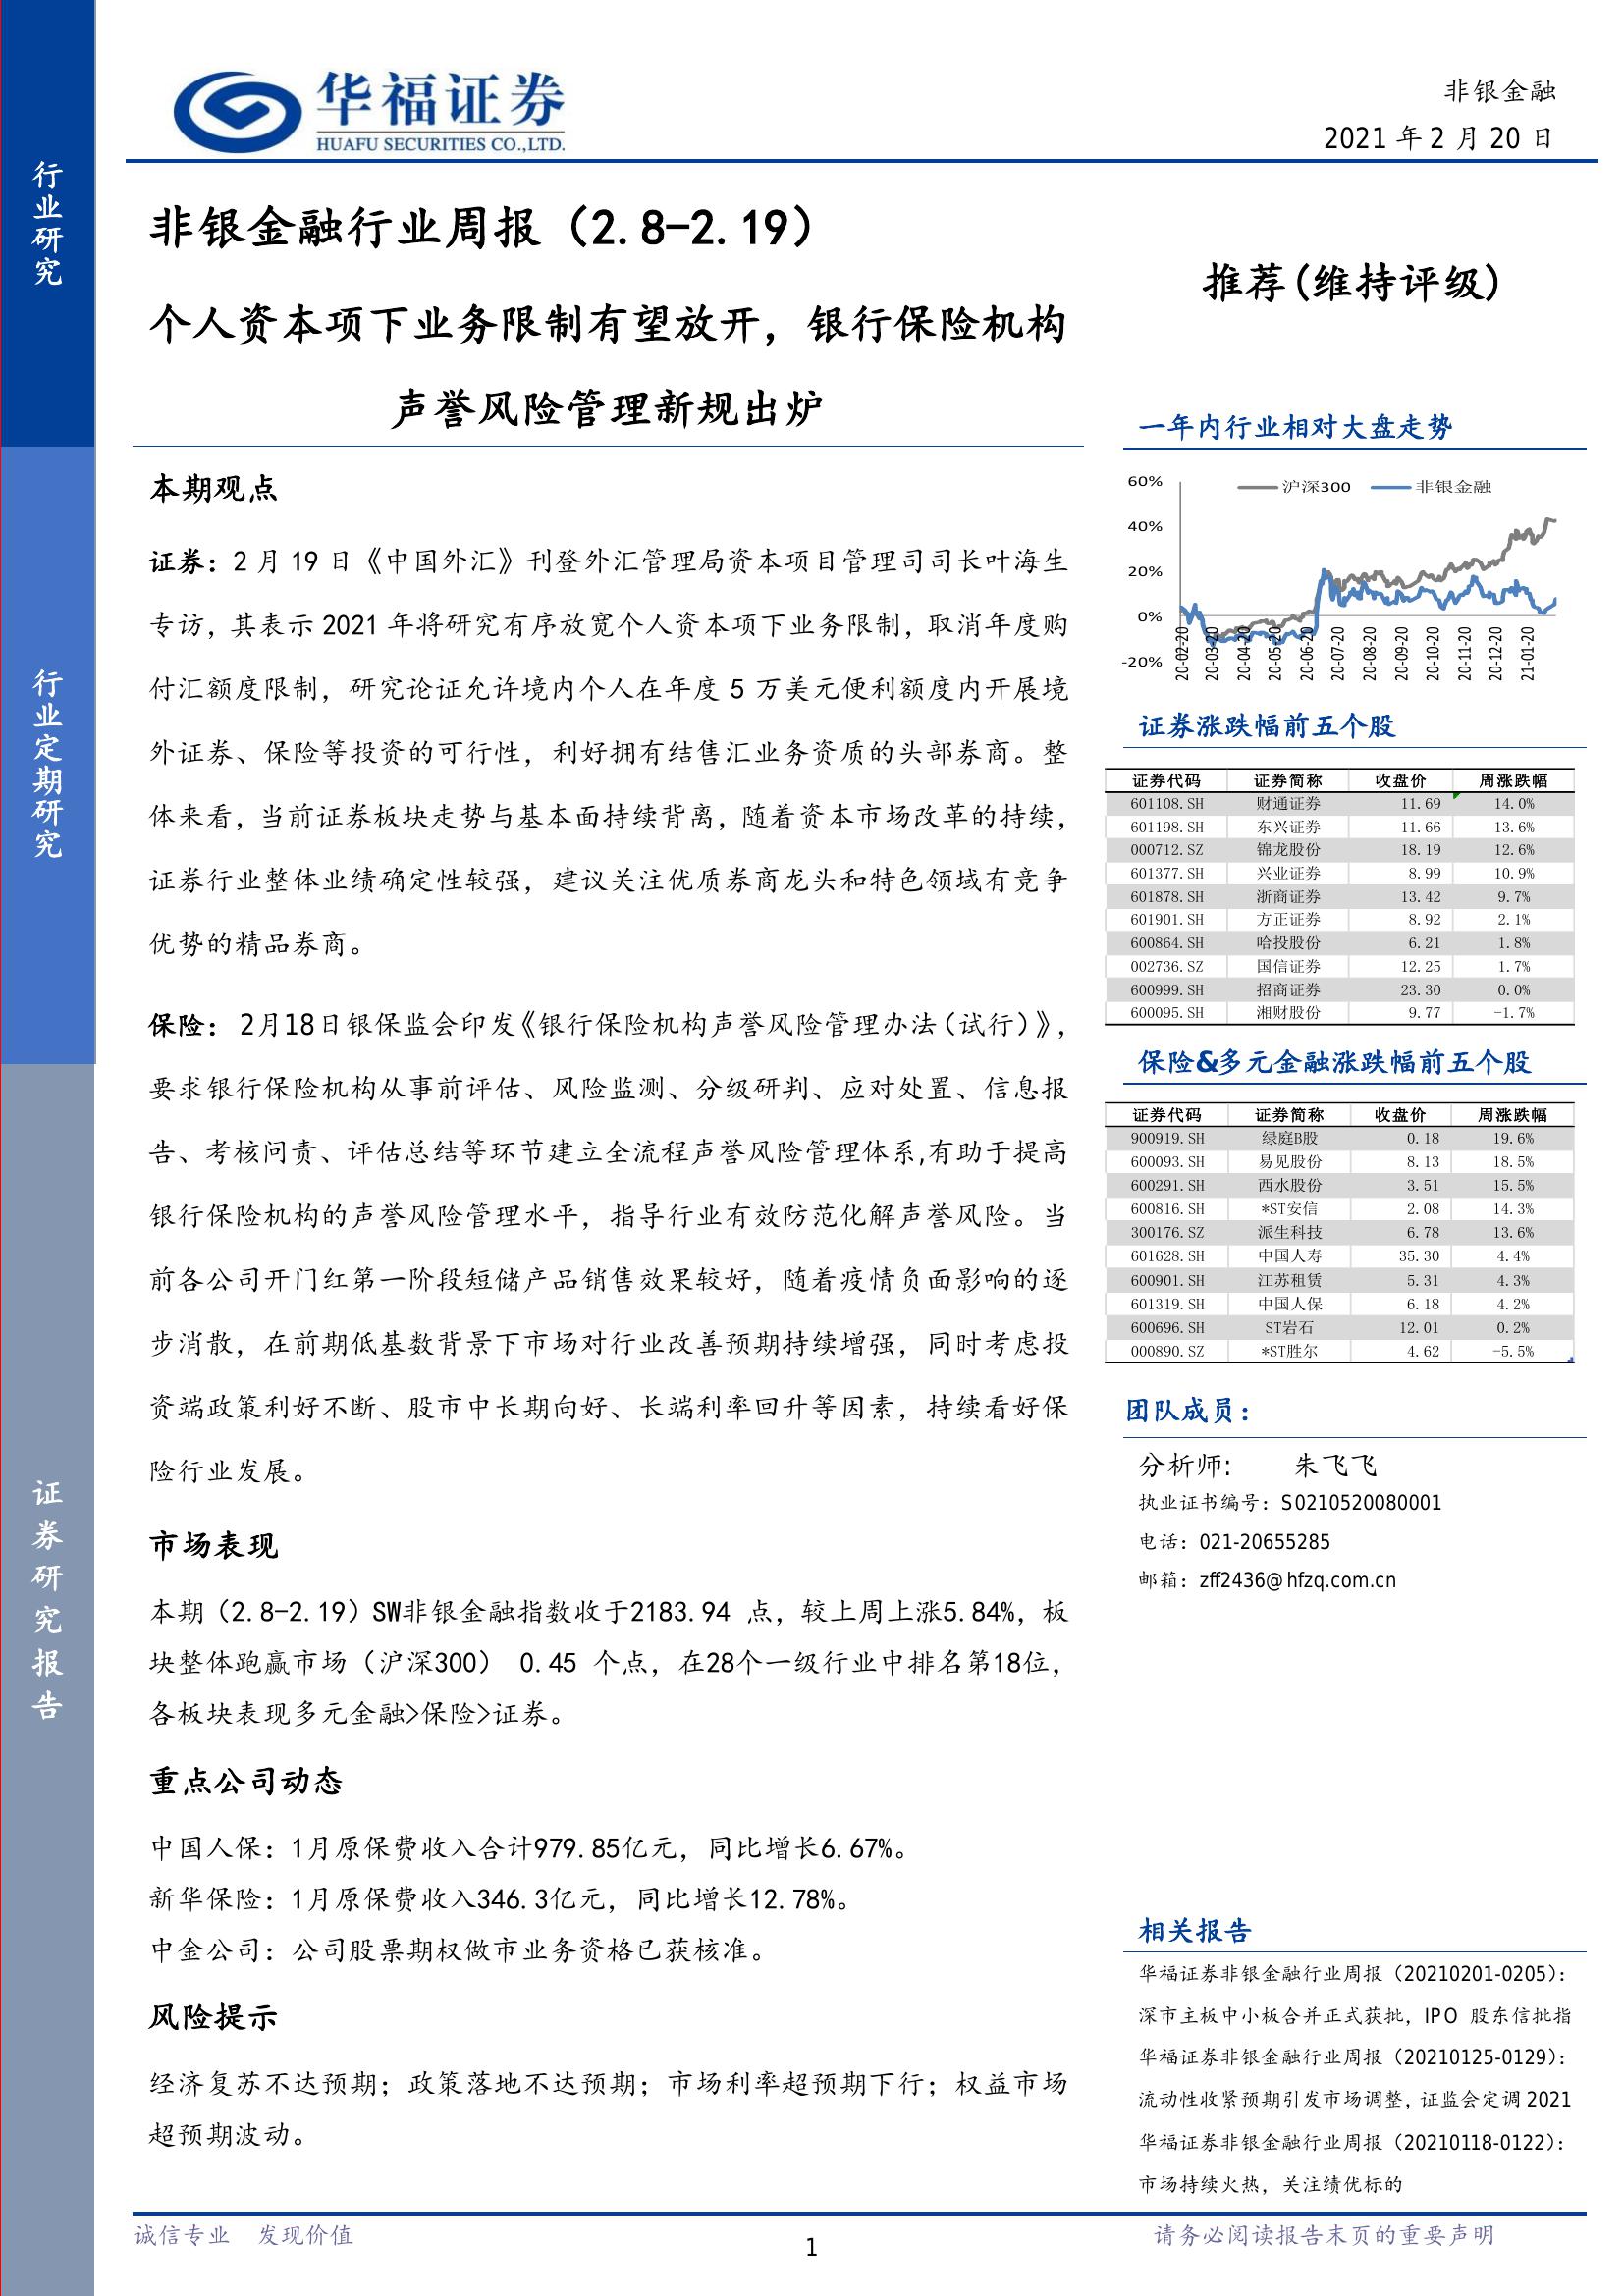 行业研究
行业定期研究
证券研究报告
华福证券
HUAFU SECURITIES CO.,LTD.
非银金融
2021 年 2 月 20 日
非银金融行业周报（2.8-2.19）
个人资本项下业务限制有望放开，银行保险机构
声誉风险管理新规出炉
推荐(维持评级)
本期观点
证券：2 月 19 日《中国外汇》刊登外汇管理局资本项目管理司司长叶海生
专访，其表示 2021 年将研究有序放宽个人资本项下业务限制，取消年度购
付汇额度限制，研究论证允许境内个人在年度 5 万美元便利额度内开展境
外证券、保险等投资的可行性，利好拥有结售汇业务资质的头部券商。整
体来看，当前证券板块走势与基本面持续背离，随着资本市场改革的持续，
证券行业整体业绩确定性较强，建议关注优质券商龙头和特色领域有竞争
优势的精品券商。
保险： 2月18日银保监会印发《银行保险机构声誉风险管理办法（试行）》，
要求银行保险机构从事前评估、风险监测、分级研判、应对处置、信息报
告、考核问责、评估总结等环节建立全流程声誉风险管理体系,有助于提高
银行保险机构的声誉风险管理水平，指导行业有效防范化解声誉风险。当
前各公司开门红第一阶段短储产品销售效果较好，随着疫情负面影响的逐
步消散，在前期低基数背景下市场对行业改善预期持续增强，同时考虑投
资端政策利好不断、股市中长期向好、长端利率回升等因素，持续看好保
险行业发展。
市场表现
本期（2.8-2.19）SW非银金融指数收于2183.94 点，较上周上涨5.84%，板
块整体跑赢市场（沪深300） 0.45 个点，在28个一级行业中排名第18位，
各板块表现多元金融>保险>证券。
重点公司动态
中国人保：1月原保费收入合计979.85亿元，同比增长6.67%。
新华保险：1月原保费收入346.3亿元，同比增长12.78%。
中金公司：公司股票期权做市业务资格已获核准。
风险提示
经济复苏不达预期；政策落地不达预期；市场利率超预期下行；权益市场
超预期波动。
一年内行业相对大盘走势
沪深300 非银金融
60%
40%
20%
0%
-20%
20-02-20 20-03-20 20-04-20 20-05-20 20-06-20 20-07-20 20-08-20 20-09-20 20-10-20 20-11-20 20-12-20 21-01-20
证券涨跌幅前五个股
证券代码 证券简称 收盘价 周涨跌幅
601108.SH 财通证券 11.69 14.0%
601198.SH 东兴证券 11.66 13.6%
000712.SZ 锦龙股份 18.19 12.6%
601377.SH 兴业证券 8.99 10.9%
601878.SH 浙商证券 13.42 9.7%
601901.SH 方正证券 8.92 2.1%
600864.SH 哈投股份 6.21 1.8%
002736.SZ 国信证券 12.25 1.7%
600999.SH 招商证券 23.30 0.0%
600095.SH 湘财股份 9.77 -1.7%
保险&多元金融涨跌幅前五个股
证券代码 证券简称 收盘价 周涨跌幅
900919.SH 绿庭B股 0.18 19.6%
600093.SH 易见股份 8.13 18.5%
600291.SH 西水股份 3.51 15.5%
600816.SH *ST安信 2.08 14.3%
300176.SZ 派生科技 6.78 13.6%
601628.SH 中国人寿 35.30 4.4%
600901.SH 江苏租赁 5.31 4.3%
601319.SH 中国人保 6.18 4.2%
600696.SH ST岩石 12.01 0.2%
000890.SZ *ST胜尔 4.62 -5.5%
团队成员：
分析师: 朱飞飞
执业证书编号：S0210520080001
电话：021-20655285
邮箱：zff2436@hfzq.com.cn
相关报告
华福证券非银金融行业周报（20210201-0205）：
深市主板中小板合并正式获批，IPO 股东信批指
华福证券非银金融行业周报（20210125-0129）：
流动性收紧预期引发市场调整，证监会定调 2021
华福证券非银金融行业周报（20210118-0122）：
市场持续火热，关注绩优标的
诚信专业 发现价值
1
请务必阅读报告末页的重要声明